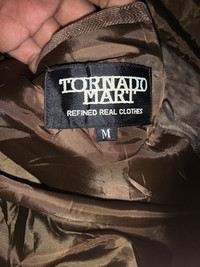 TORNADO
MART
REFINED REAL CLOTHES
M